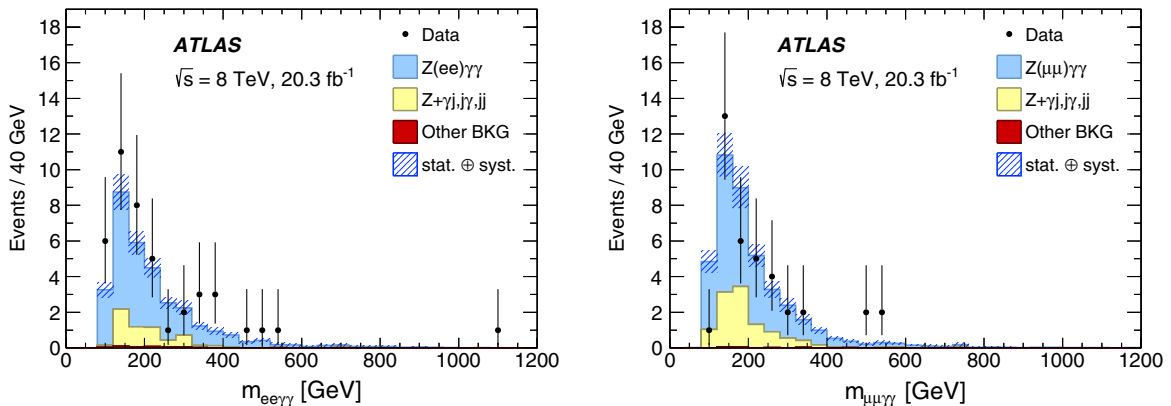 18
16
14
12
10
8
6
4
2
0
Events / 40 GeV
ATLAS
√s = 8 TeV, 20.3 fb⁻¹
Data
Z(ee)γγ
Z+γj,jγ,jj
Other BKG
stat. ⊕ syst.
0 200 400 600 800 1000 1200
m_eeγγ [GeV]
18
16
14
12
10
8
6
4
2
0
Events / 40 GeV
ATLAS
√s = 8 TeV, 20.3 fb⁻¹
Data
Z(μμ)γγ
Z+γj,jγ,jj
Other BKG
stat. ⊕ syst.
0 200 400 600 800 1000 1200
m_μμγγ [GeV]